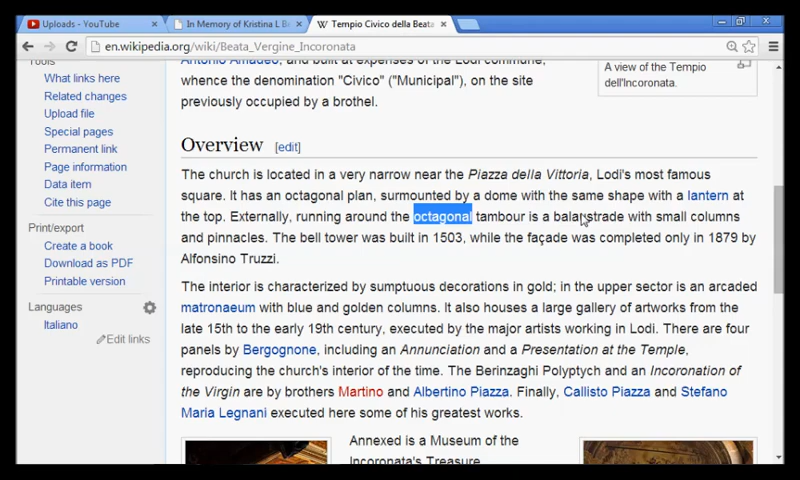 Uploads - YouTube
In Memory of Kristina L Be
Tempio Civico della Beata
en.wikipedia.org/wiki/Beata_Vergine_Incoronata
Tools
What links here
Related changes
Upload file
Special pages
Permanent link
Page information
Data item
Cite this page
Print/export
Create a book
Download as PDF
Printable version
Languages
Italiano
Edit links
Antonio Amadeo, and built at expenses of the Lodi commune,
whence the denomination "Civico" ("Municipal"), on the site
previously occupied by a brothel.
A view of the Tempio
dell'Incoronata.
Overview [edit]
The church is located in a very narrow near the Piazza della Vittoria, Lodi's most famous
square. It has an octagonal plan, surmounted by a dome with the same shape with a lantern at
the top. Externally, running around the octagonal tambour is a balaustrade with small columns
and pinnacles. The bell tower was built in 1503, while the façade was completed only in 1879 by
Alfonsino Truzzi.
The interior is characterized by sumptuous decorations in gold; in the upper sector is an arcaded
matronaeum with blue and golden columns. It also houses a large gallery of artworks from the
late 15th to the early 19th century, executed by the major artists working in Lodi. There are four
panels by Bergognone, including an Annunciation and a Presentation at the Temple,
reproducing the church's interior of the time. The Berinzaghi Polyptych and an Incoronation of
the Virgin are by brothers Martino and Albertino Piazza. Finally, Callisto Piazza and Stefano
Maria Legnani executed here some of his greatest works.
Annexed is a Museum of the
Incoronata's Treasure